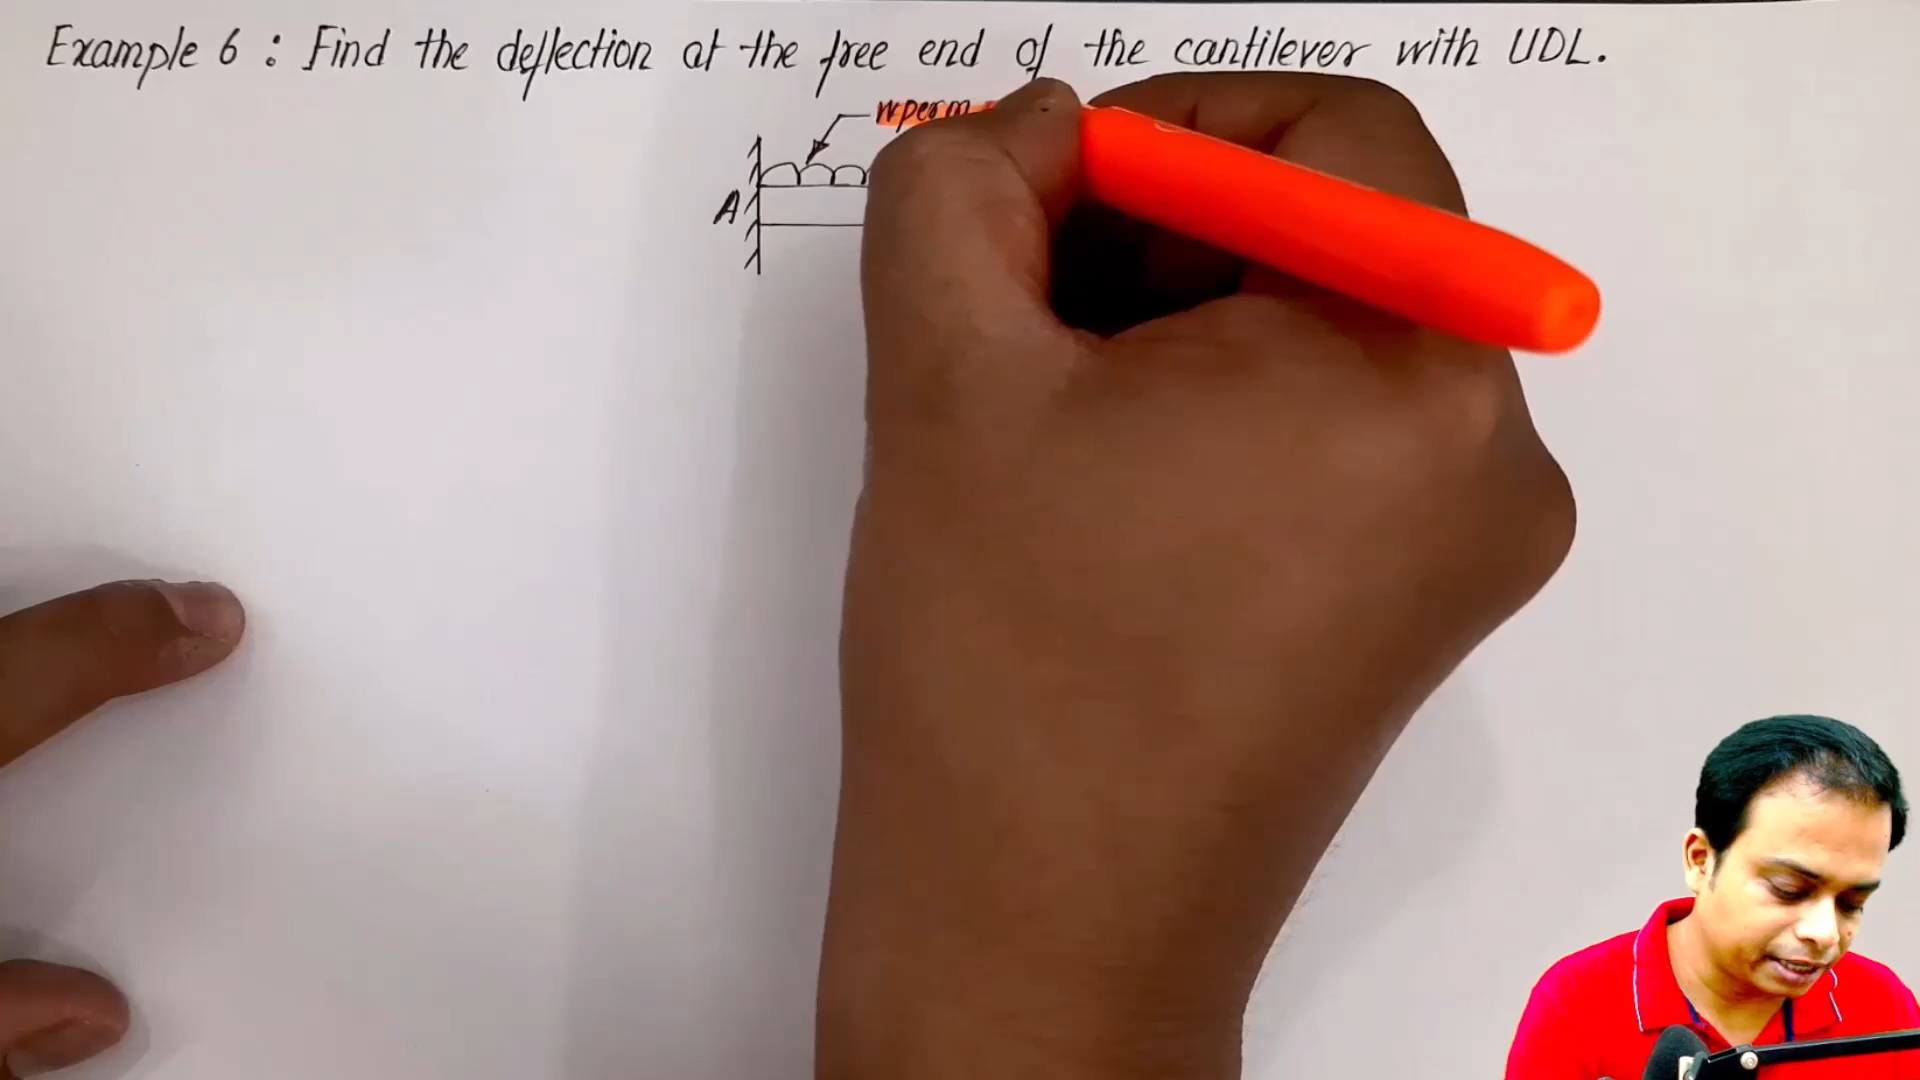 Example 6 : Find the deflection at the free end of the cantilever with UDL.
w per m
A